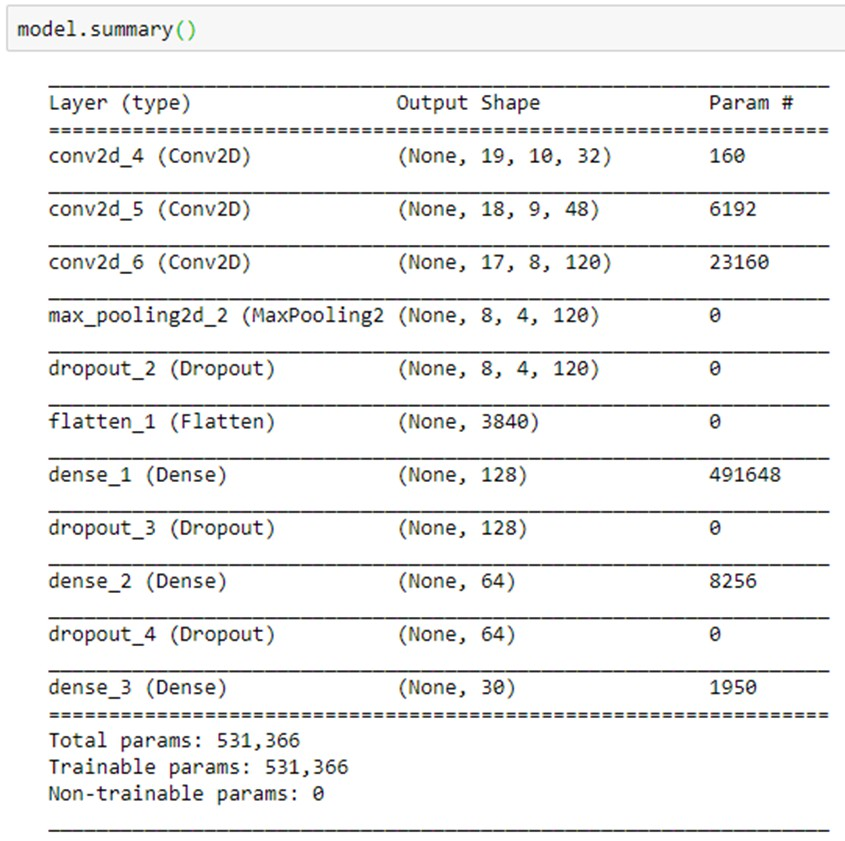 model.summary()
Layer (type) Output Shape Param #
=================================================================
conv2d_4 (Conv2D) (None, 19, 10, 32) 160
conv2d_5 (Conv2D) (None, 18, 9, 48) 6192
conv2d_6 (Conv2D) (None, 17, 8, 120) 23160
max_pooling2d_2 (MaxPooling2 (None, 8, 4, 120) 0
dropout_2 (Dropout) (None, 8, 4, 120) 0
flatten_1 (Flatten) (None, 3840) 0
dense_1 (Dense) (None, 128) 491648
dropout_3 (Dropout) (None, 128) 0
dense_2 (Dense) (None, 64) 8256
dropout_4 (Dropout) (None, 64) 0
dense_3 (Dense) (None, 30) 1950
=================================================================
Total params: 531,366
Trainable params: 531,366
Non-trainable params: 0